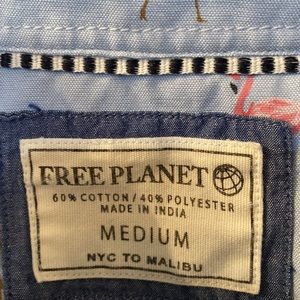 FREE PLANET
60% COTTON / 40% POLYESTER
MADE IN INDIA
MEDIUM
NYC TO MALIBU